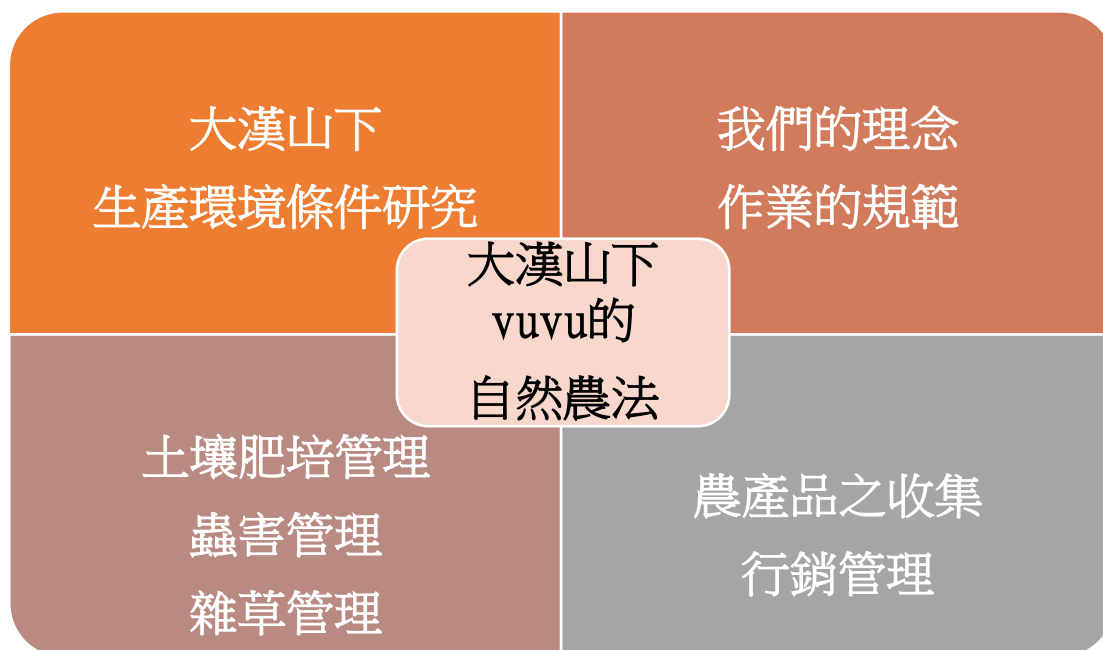 大漢山下
生產環境條件研究
我們的理念
作業的規範
大漢山下
vuvu的
自然農法
土壤肥培管理
蟲害管理
雜草管理
農產品之收集
行銷管理